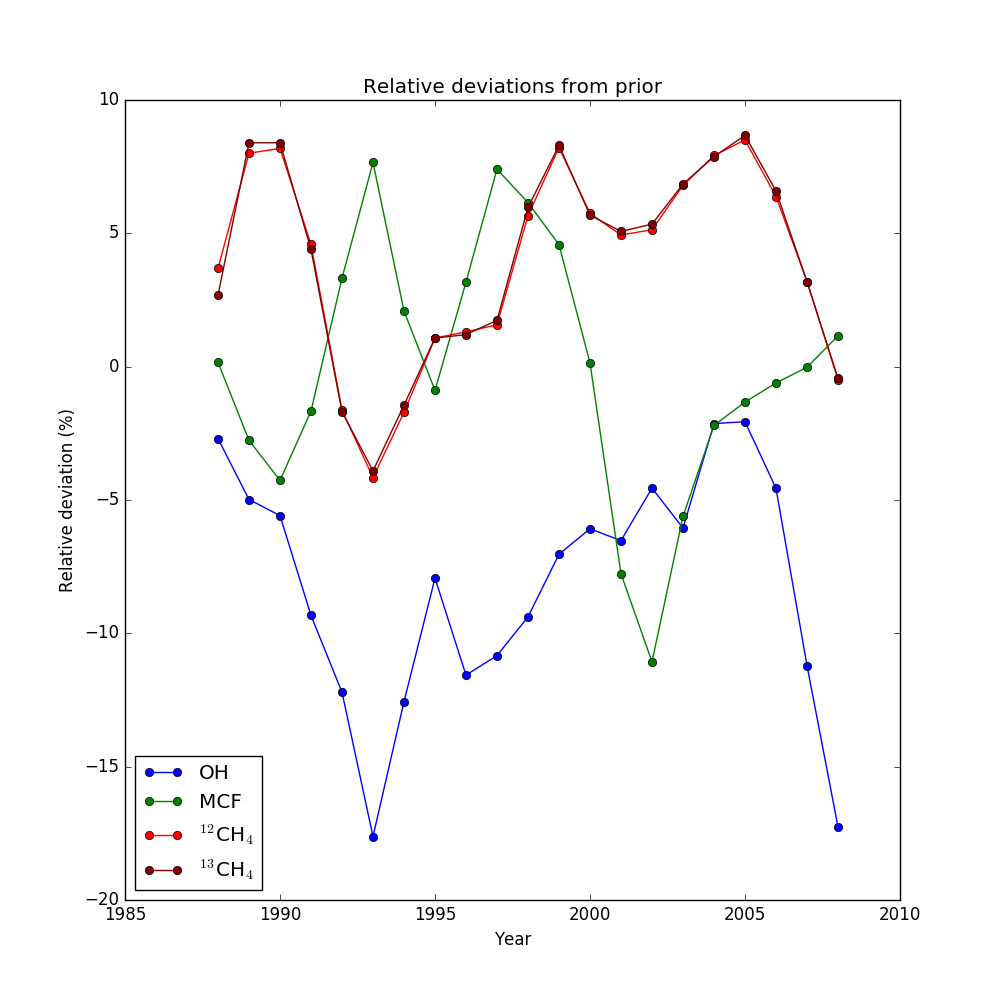 Relative deviations from prior
10
5
0
−5
−10
−15
−20
Relative deviation (%)
OH
MCF
¹²CH₄
¹³CH₄
1985 1990 1995 2000 2005 2010
Year